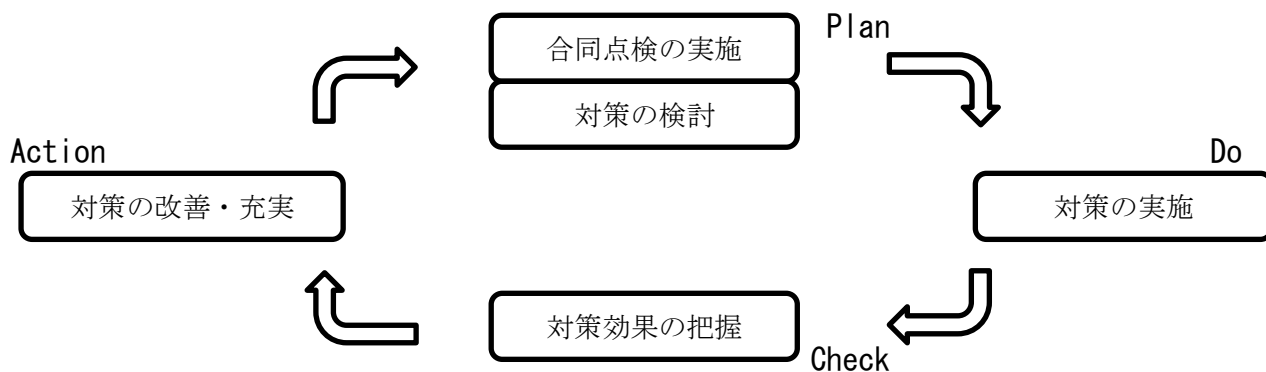 Plan
合同点検の実施
対策の検討
Do
対策の実施
Check
対策効果の把握
Action
対策の改善・充実